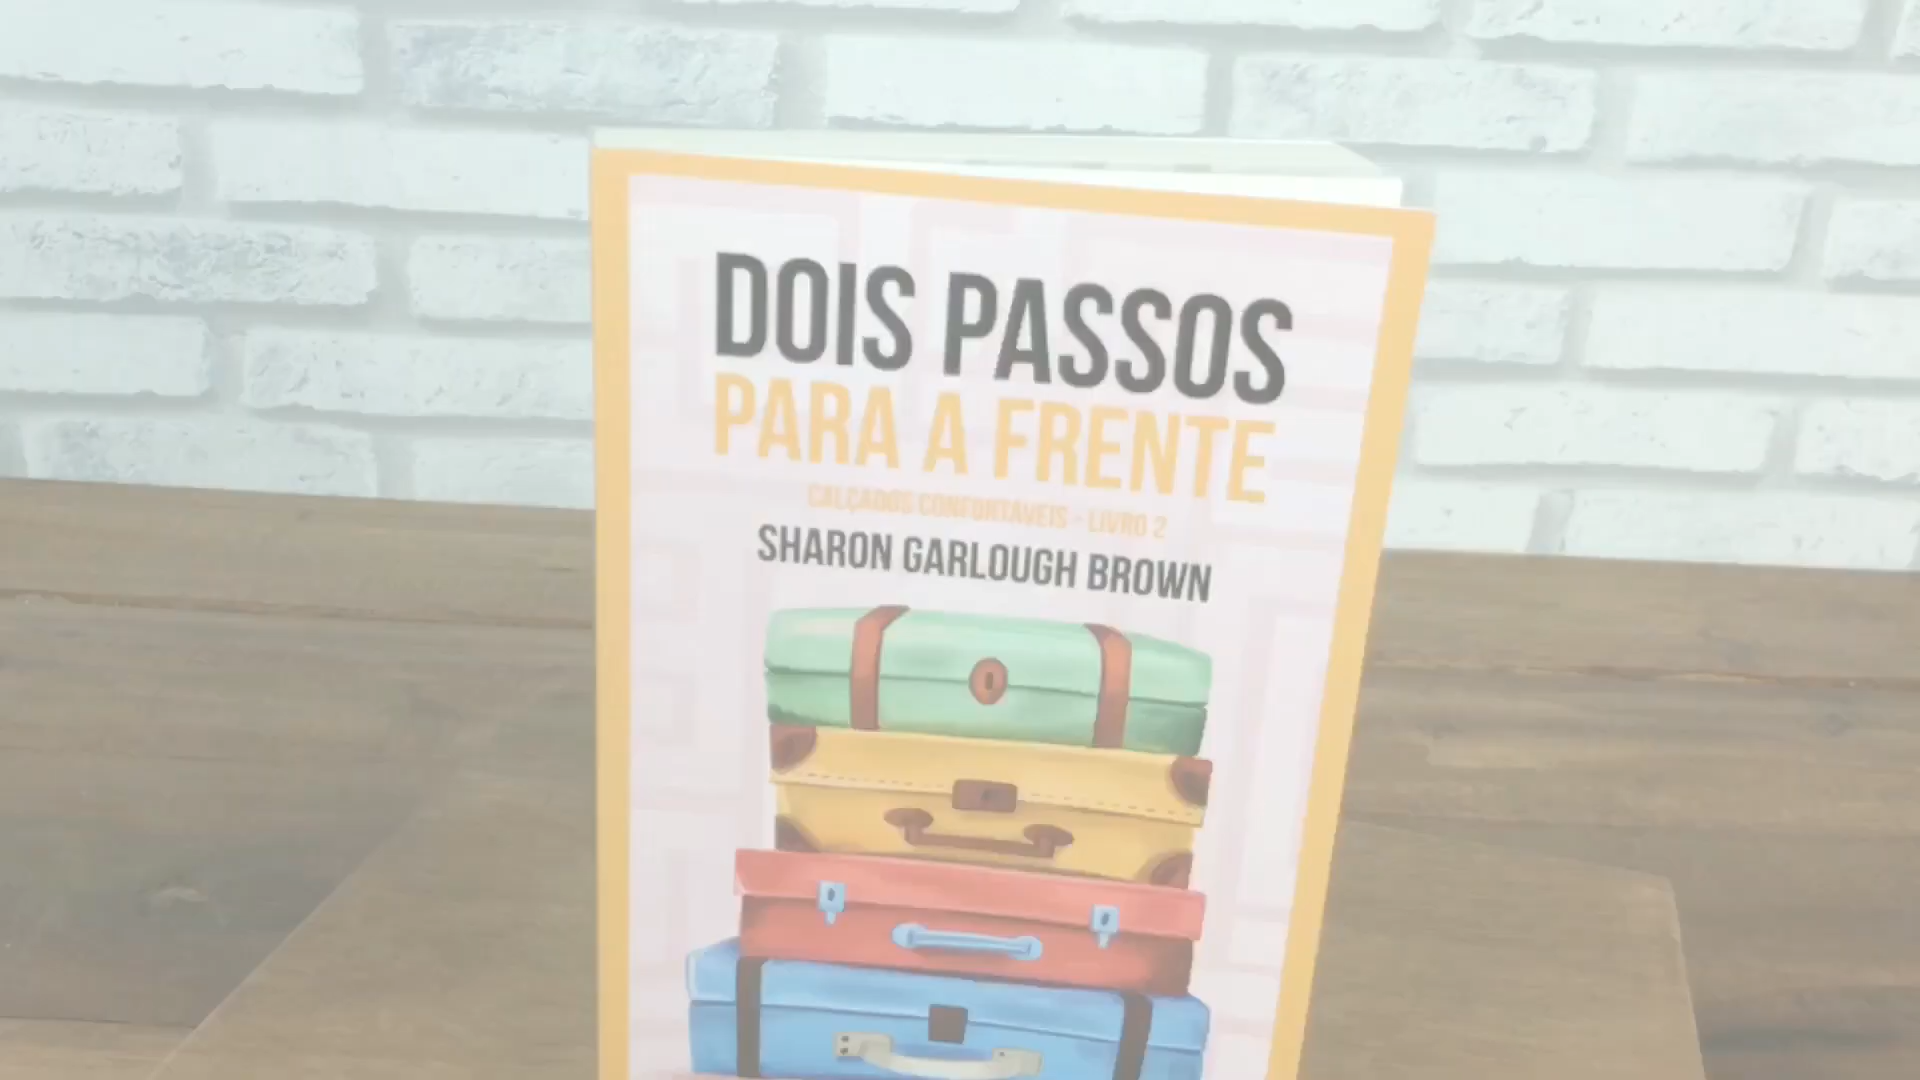 DOIS PASSOS
PARA A FRENTE
CALÇADOS CONFORTÁVEIS - LIVRO 2
SHARON GARLOUGH BROWN